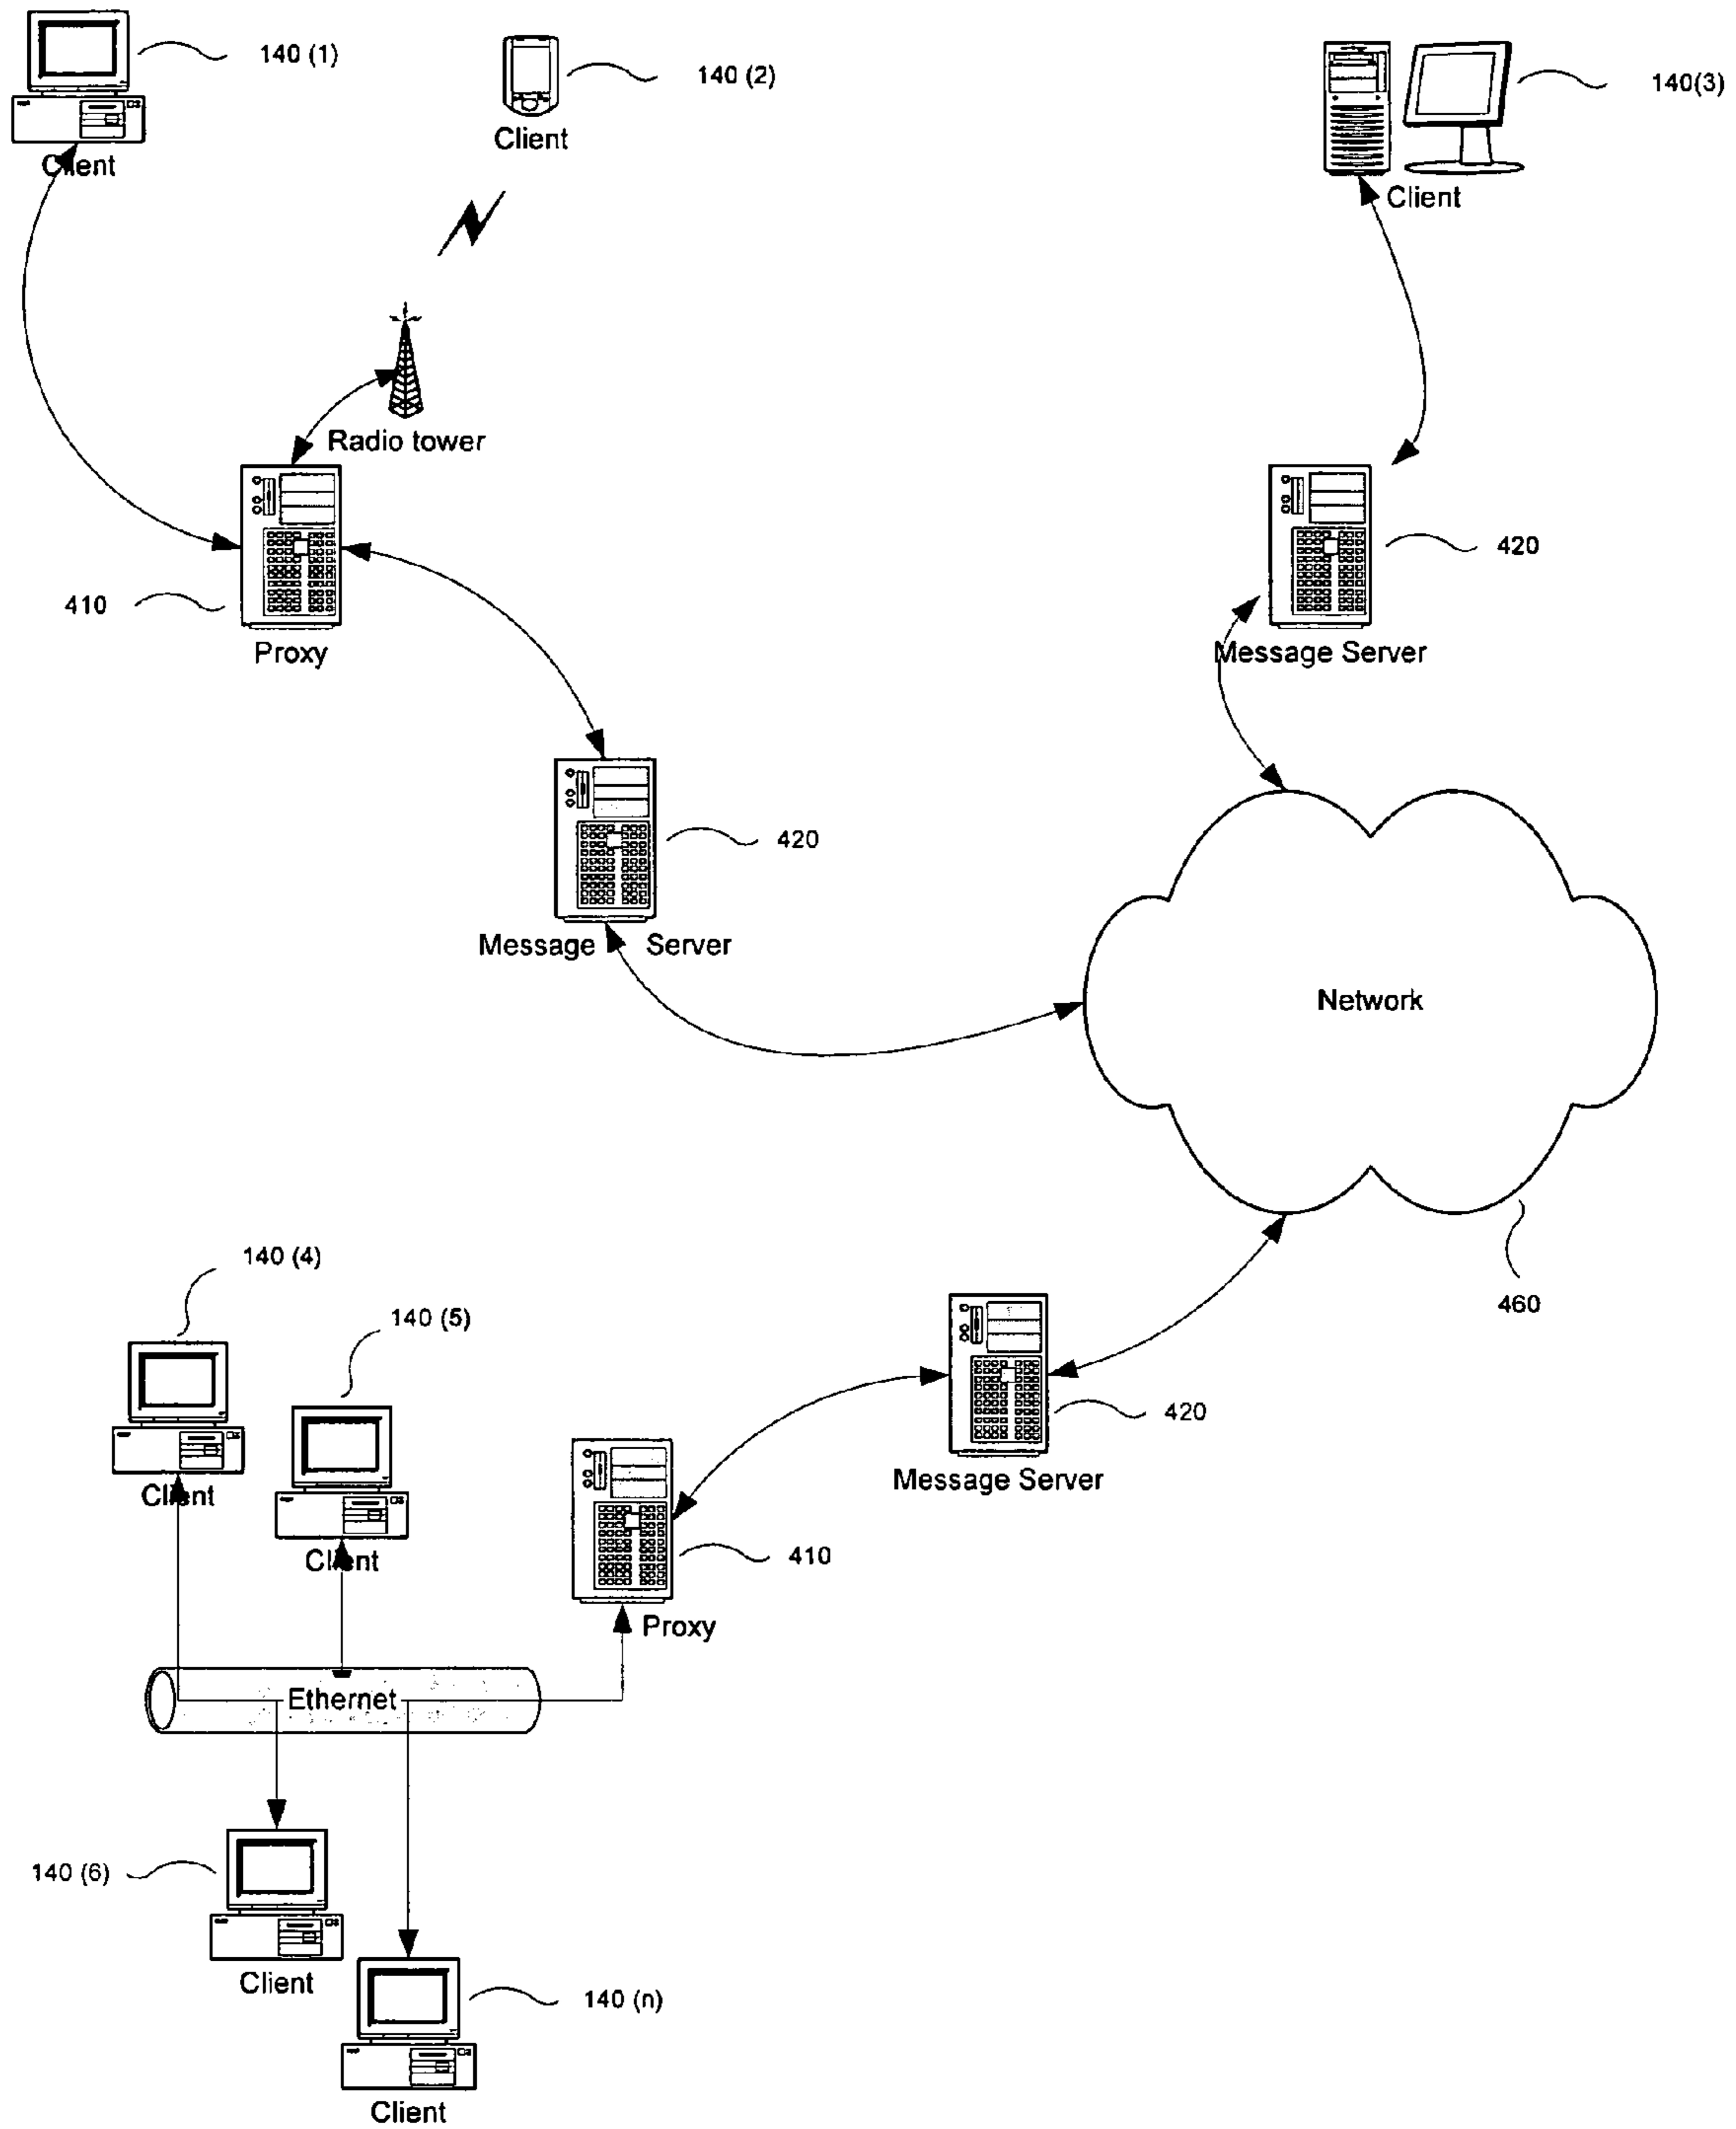 140 (1)
140 (2)
140(3)
Client
Client
Client
Radio tower
420
410
Proxy
Message Server
420
Message Server
Network
140 (4)
460
140 (5)
420
Message Server
Client
410
Client
Proxy
Ethernet
140 (6)
Client
140 (n)
Client